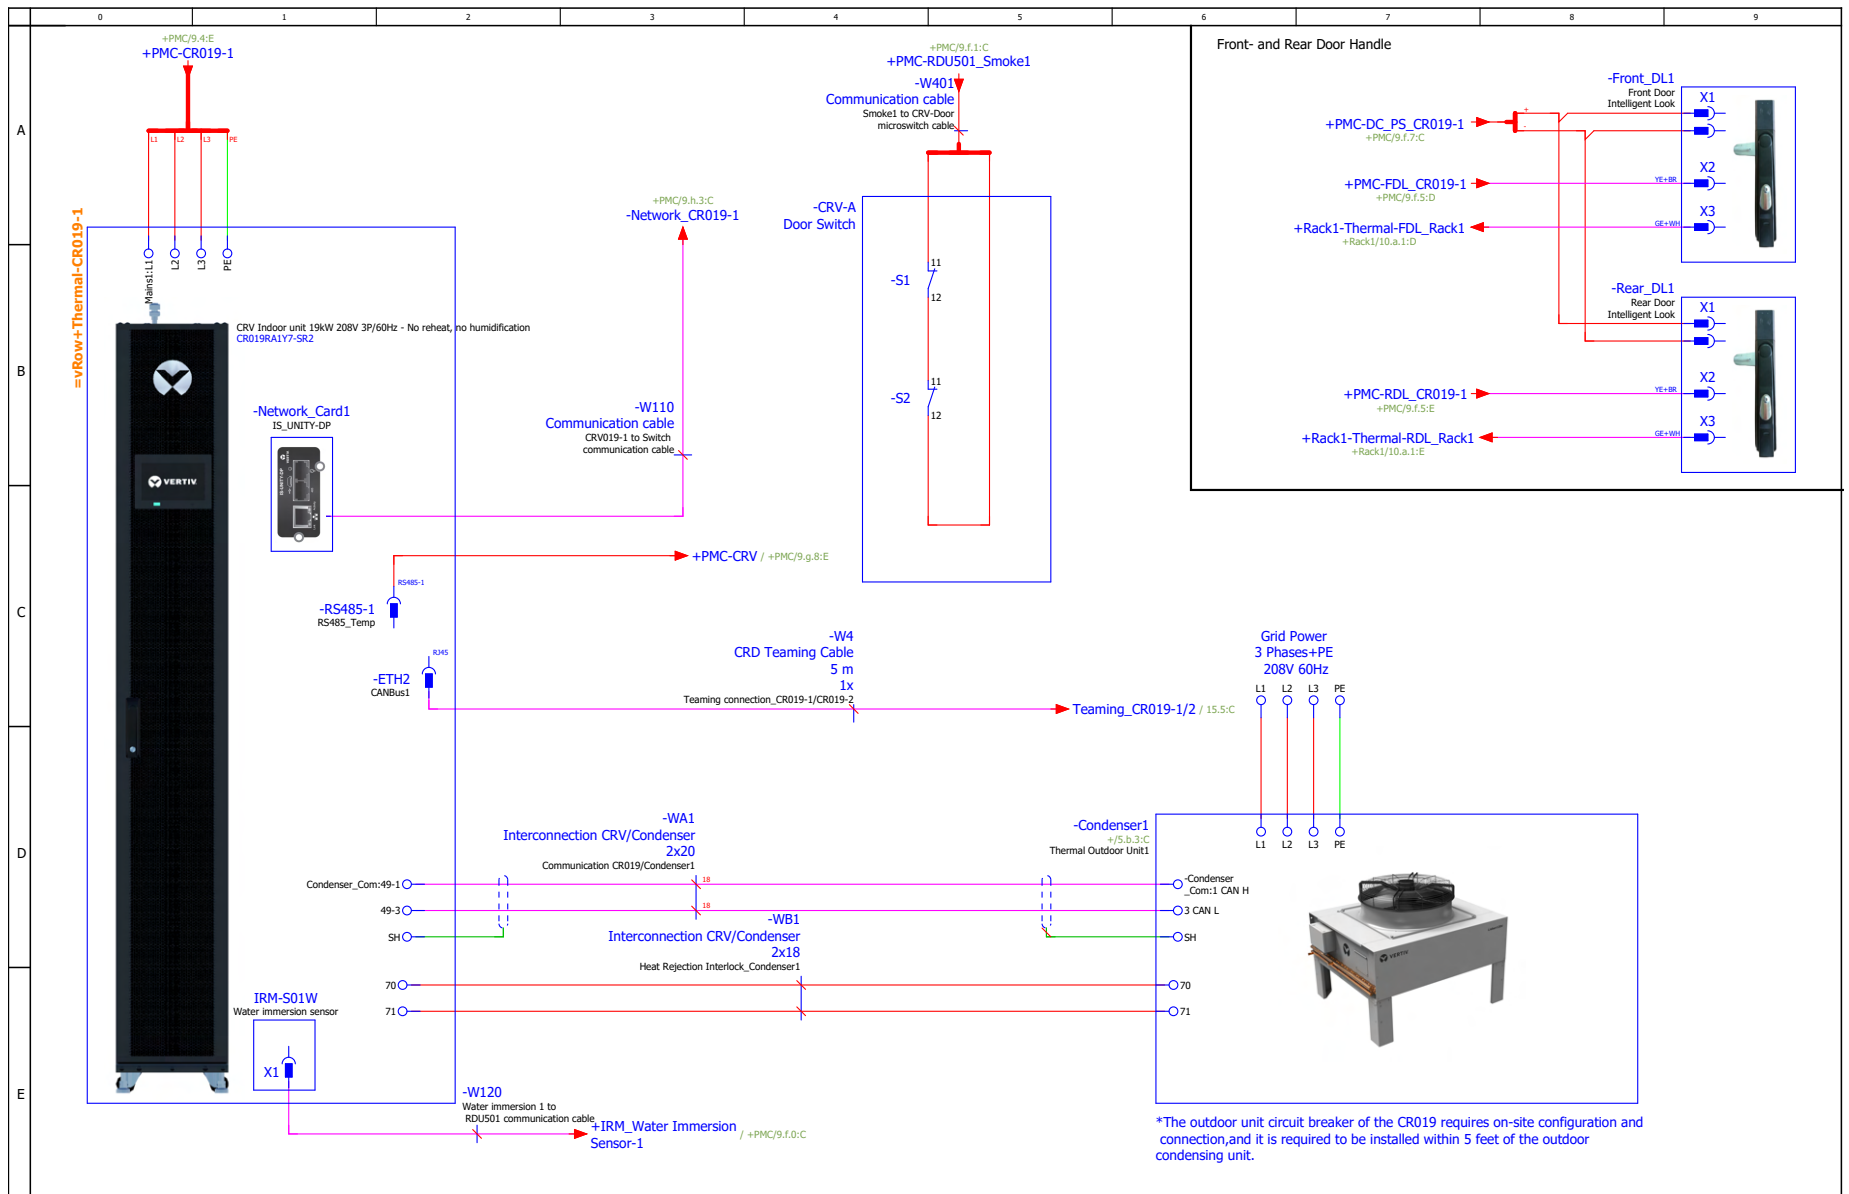 0 1 2 3 4 5 6 7 8 9
A
B
C
D
E
+PMC/9.4:E
+PMC-CR019-1
L1 L2 L3 PE
=vRow+Thermal-CR019-1
Mains1:L1
L2
L3
PE
CRV Indoor unit 19kW 208V 3P/60Hz - No reheat, no humidification
CR019RA1Y7-SR2
VERTIV
-Network_Card1
IS_UNITY-DP
-RS485-1
RS485_Temp
RS485-1
-ETH2
CANBus1
RJ45
+PMC/9.h.3:C
-Network_CR019-1
-W110
Communication cable
CRV019-1 to Switch
communication cable
+PMC-CRV / +PMC/9.g.8:E
+PMC/9.f.1:C
+PMC-RDU501_Smoke1
-W401
Communication cable
Smoke1 to CRV-Door
microswitch cable
-CRV-A
Door Switch
-S1
11
12
-S2
11
12
-W4
CRD Teaming Cable
5 m
1x
Teaming connection_CR019-1/CR019-2
Teaming_CR019-1/2 / 15.5:C
Front- and Rear Door Handle
-Front_DL1
Front Door
Intelligent Look
X1
X2
X3
+PMC-DC_PS_CR019-1
+PMC/9.f.7:C
+
-
+PMC-FDL_CR019-1
+PMC/9.f.5:D
YE+BR
+Rack1-Thermal-FDL_Rack1
+Rack1/10.a.1:D
GE+WH
-Rear_DL1
Rear Door
Intelligent Look
X1
X2
X3
+PMC-RDL_CR019-1
+PMC/9.f.5:E
YE+BR
+Rack1-Thermal-RDL_Rack1
+Rack1/10.a.1:E
GE+WH
Grid Power
3 Phases+PE
208V 60Hz
L1 L2 L3 PE
L1 L2 L3 PE
-WA1
Interconnection CRV/Condenser
2x20
Communication CR019/Condenser1
18
18
Condenser_Com:49-1
49-3
SH
-WB1
Interconnection CRV/Condenser
2x18
Heat Rejection Interlock_Condenser1
70
71
-Condenser1
+/5.b.3:C
Thermal Outdoor Unit1
-Condenser
_Com:1 CAN H
3 CAN L
SH
70
71
VERTIV
IRM-S01W
Water immersion sensor
X1
-W120
Water immersion 1 to
RDU501 communication cable
+IRM_Water Immersion
Sensor-1
/ +PMC/9.f.0:C
*The outdoor unit circuit breaker of the CR019 requires on-site configuration and
connection,and it is required to be installed within 5 feet of the outdoor
condensing unit.